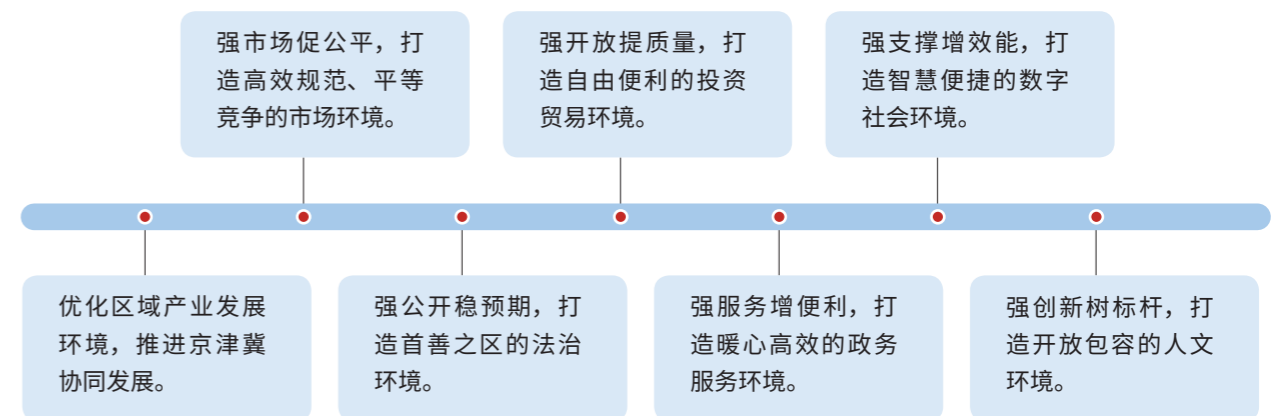 强市场促公平，打
造高效规范、平等
竞争的市场环境。
强开放提质量，打
造自由便利的投资
贸易环境。
强支撑增效能，打
造智慧便捷的数字
社会环境。
优化区域产业发展
环境，推进京津冀
协同发展。
强公开稳预期，打
造首善之区的法治
环境。
强服务增便利，打
造暖心高效的政务
服务环境。
强创新树标杆，打
造开放包容的人文
环境。